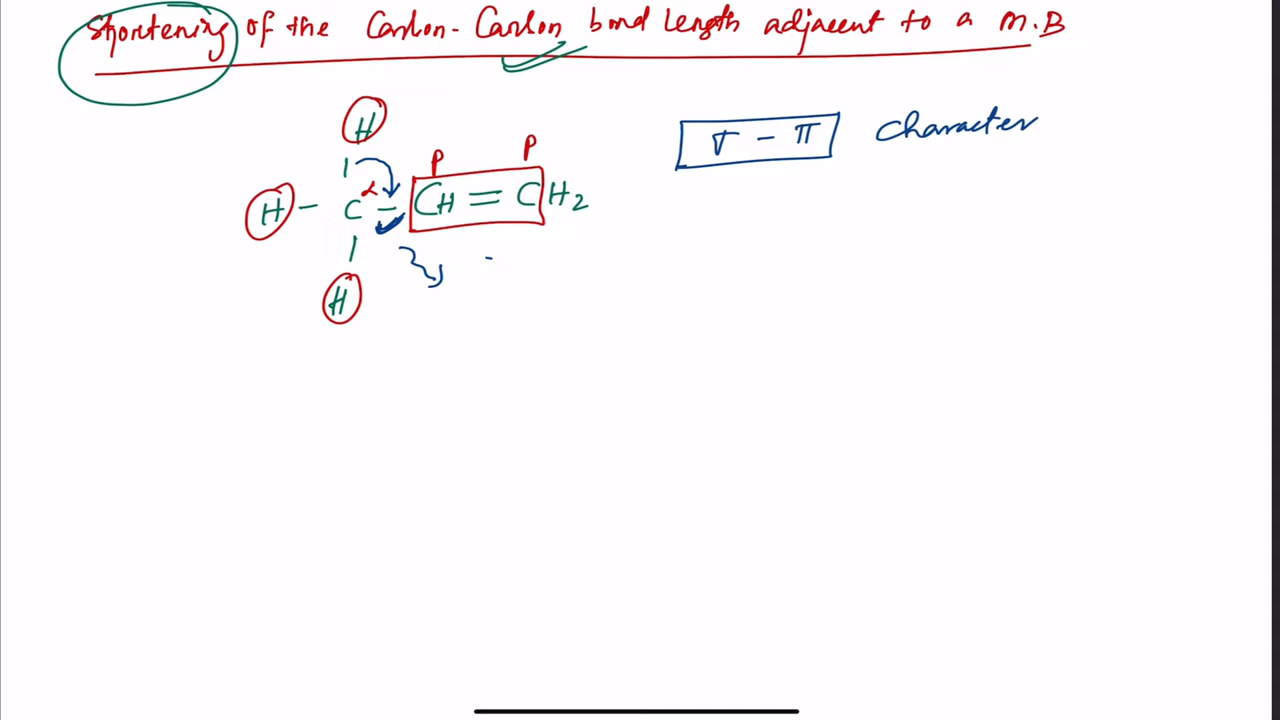 Shortening of the Carbon-Carbon bond Length adjacent to a M.B
H
P P
σ - π Character
H - C α - CH = CH2
H